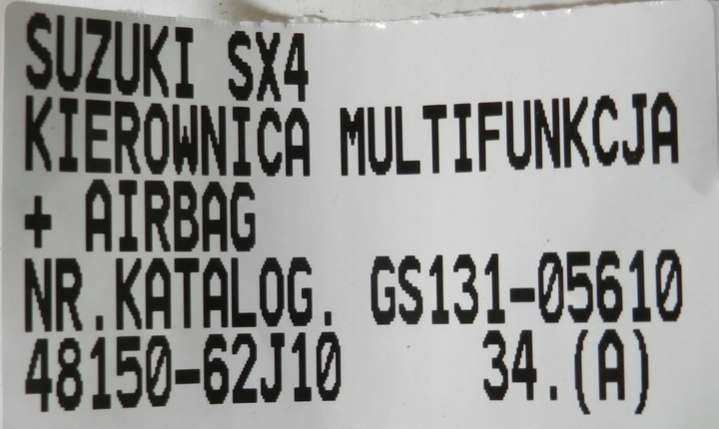 SUZUKI SX4
KIEROWNICA MULTIFUNKCJA
+ AIRBAG
NR.KATALOG. GS131-05610
48150-62J10 34.(A)